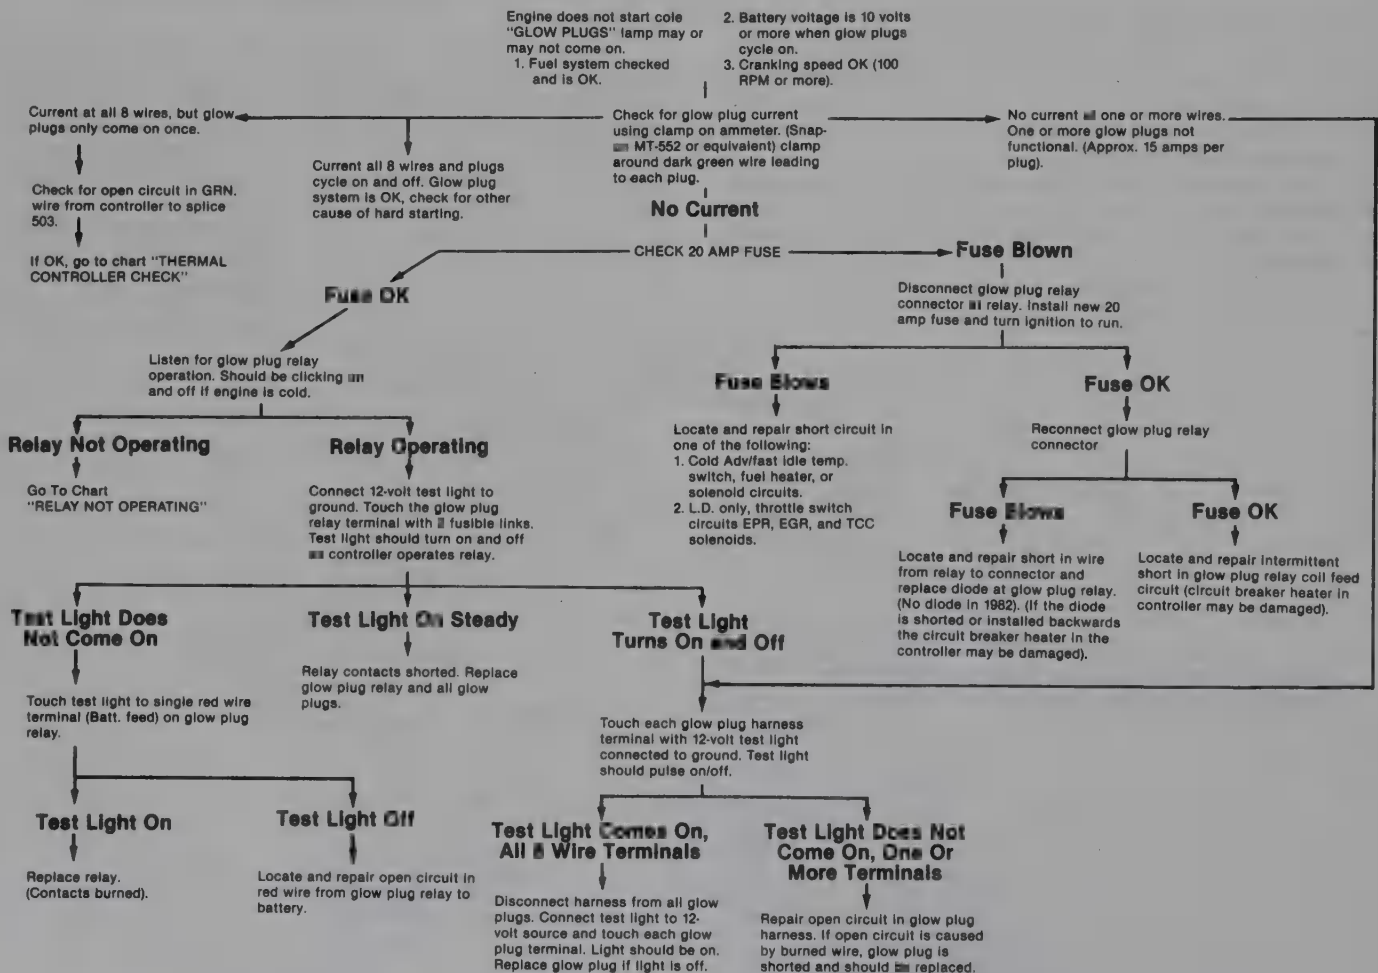 Engine does not start cole
"GLOW PLUGS" lamp may or
may not come on.
1. Fuel system checked
and is OK.
2. Battery voltage is 10 volts
or more when glow plugs
cycle on.
3. Cranking speed OK (100
RPM or more).
Current at all 8 wires, but glow
plugs only come on once.
Check for open circuit in GRN.
wire from controller to splice
503.
If OK, go to chart "THERMAL
CONTROLLER CHECK"
Current all 8 wires and plugs
cycle on and off. Glow plug
system is OK, check for other
cause of hard starting.
Check for glow plug current
using clamp on ammeter. (Snap-
MT-552 or equivalent) clamp
around dark green wire leading
to each plug.
No current one or more wires.
One or more glow plugs not
functional. (Approx. 15 amps per
plug).
No Current
CHECK 20 AMP FUSE
Fuse OK
Fuse Blown
Listen for glow plug relay
operation. Should be clicking
and off if engine is cold.
Disconnect glow plug relay
connector relay. Install new 20
amp fuse and turn ignition to run.
Relay Not Operating
Go To Chart
"RELAY NOT OPERATING"
Relay Operating
Connect 12-volt test light to
ground. Touch the glow plug
relay terminal with fusible links.
Test light should turn on and off
controller operates relay.
Fuse Blows
Locate and repair short circuit in
one of the following:
1. Cold Adv/fast idle temp.
switch, fuel heater, or
solenoid circuits.
2. L.D. only, throttle switch
circuits EPR, EGR, and TCC
solenoids.
Fuse OK
Reconnect glow plug relay
connector
Fuse Blows
Locate and repair short in wire
from relay to connector and
replace diode at glow plug relay.
(No diode in 1982). (If the diode
is shorted or installed backwards
the circuit breaker heater in the
controller may be damaged).
Fuse OK
Locate and repair intermittent
short in glow plug relay coil feed
circuit (circuit breaker heater in
controller may be damaged).
Test Light Does
Not Come On
Touch test light to single red wire
terminal (Batt. feed) on glow plug
relay.
Test Light On Steady
Relay contacts shorted. Replace
glow plug relay and all glow
plugs.
Test Light
Turns On and Off
Touch each glow plug harness
terminal with 12-volt test light
connected to ground. Test light
should pulse on/off.
Test Light On
Replace relay.
(Contacts burned).
Test Light Off
Locate and repair open circuit in
red wire from glow plug relay to
battery.
Test Light Comes On,
All Wire Terminals
Disconnect harness from all glow
plugs. Connect test light to 12-
volt source and touch each glow
plug terminal. Light should be on.
Replace glow plug if light is off.
Test Light Does Not
Come On, One Or
More Terminals
Repair open circuit in glow plug
harness. If open circuit is caused
by burned wire, glow plug is
shorted and should replaced.